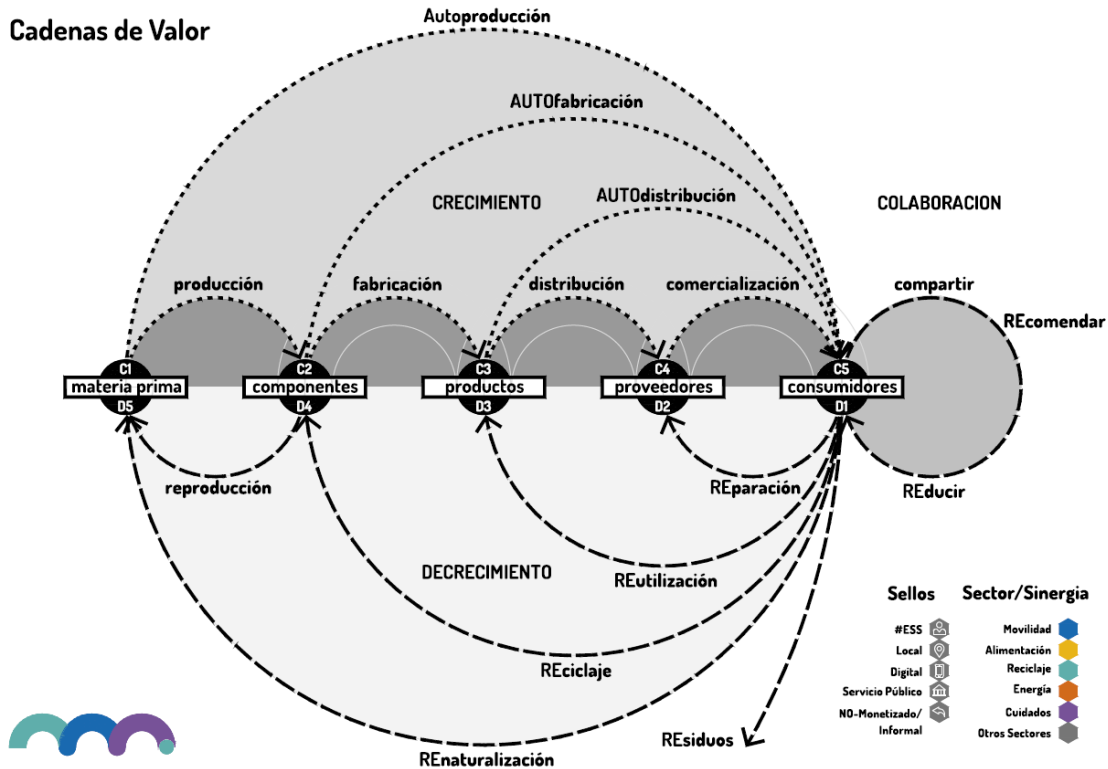 Cadenas de Valor
Autoproducción
AUTOfabricación
AUTOdistribución
CRECIMIENTO
COLABORACION
producción
fabricación
distribución
comercialización
compartir
REcomendar
C1
materia prima
D5
C2
componentes
D4
C3
productos
D3
C4
proveedores
D2
C5
consumidores
D1
reproducción
REparación
REducir
DECRECIMIENTO
REutilización
REciclaje
REsiduos
REnaturalización
Sellos
#ESS
Local
Digital
Servicio Público
NO-Monetizado/
Informal
Sector/Sinergia
Movilidad
Alimentación
Reciclaje
Energía
Cuidados
Otros Sectores